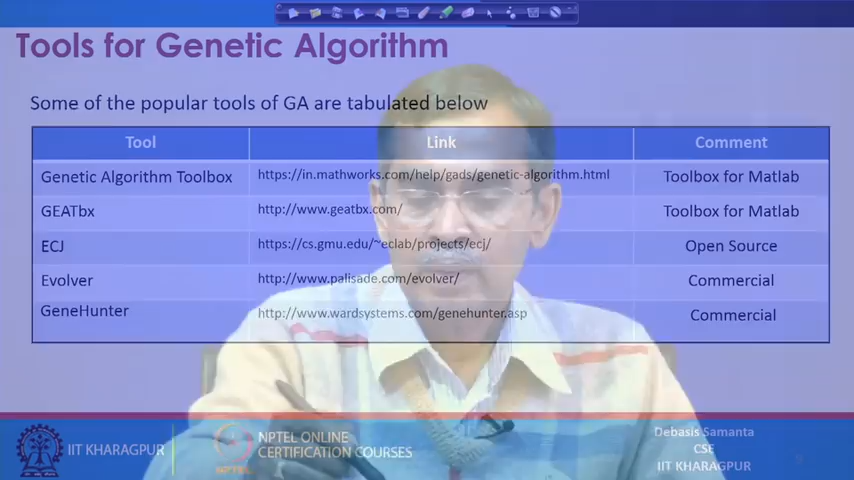 Tools for Genetic Algorithm
Some of the popular tools of GA are tabulated below
Tool Link Comment
Genetic Algorithm Toolbox https://in.mathworks.com/help/gads/genetic-algorithm.html Toolbox for Matlab
GEATbx http://www.geatbx.com/ Toolbox for Matlab
ECJ https://cs.gmu.edu/~eclab/projects/ecj/ Open Source
Evolver http://www.palisade.com/evolver/ Commercial
GeneHunter http://www.wardsystems.com/genehunter.asp Commercial
IIT KHARAGPUR
NPTEL ONLINE
CERTIFICATION COURSES
Debasis Samanta
CSE
IIT KHARAGPUR